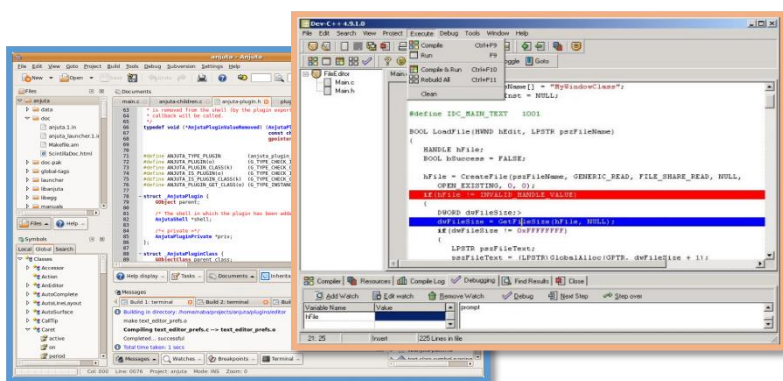 anjuta - Anjuta
File Edit View Goto Project Build Tools Debug Subversion Settings Help
New Open
Files
anjuta
data
doc
anjuta.1.in
anjuta_launcher.1.in
Makefile.am
ScintillaDoc.html
doc-pak
global-tags
launcher
libanjuta
libegg
manuals
Files Help
Symbols
Local Global Search
Classes
Accessor
Action
AnEditor
AutoComplete
AutoLineLayout
AutoSurface
CallTip
Caret
active
on
period
Documents
main.c anjuta-children.c anjuta-plugin.h
63 * is removed from the shell (by the plugin
64 * callback will be called.
65 */
66 typedef void (*AnjutaPluginValueRemoved)
#define ANJUTA_TYPE_PLUGIN
#define ANJUTA_PLUGIN(o)
#define ANJUTA_PLUGIN_CLASS(k)
#define ANJUTA_IS_PLUGIN(o)
#define ANJUTA_IS_PLUGIN_CLASS(k)
#define ANJUTA_PLUGIN_GET_CLASS(o)
struct _AnjutaPlugin {
GObject parent;
/* The shell in which the plugin has been
AnjutaShell *shell;
/*< private >*/
AnjutaPluginPrivate *priv;
};
struct _AnjutaPluginClass {
GObjectClass parent_class;
Help display Tasks Documents
Messages
Build 1: terminal Build 2: terminal
Building in directory: /home/naba/projects/anjuta/plugins/editor
make text_editor_prefs.o
Compiling text_editor_prefs.c -> text_editor_prefs.o
Completed... successful
Total time taken: 1 secs
Messages Watches Breakpoints Terminal
Col: 000 Line: 0076 Project: anjuta Mode: INS Zoom: 0
Dev-C++ 4.9.1.0
File Edit Search View Project Execute Debug Tools Window Help
Compile Ctrl+F9
Run F9
Compile & Run Ctrl+F10
Rebuild All Ctrl+F11
Clean
Goto
FileEditor
Main.c
Main.h
Name[] = "MyWindowClass";
= NULL;
#define IDC_MAIN_TEXT 1001
BOOL LoadFile(HWND hEdit, LPSTR pszFileName)
{
HANDLE hFile;
BOOL bSuccess = FALSE;
hFile = CreateFile(pszFileName, GENERIC_READ, FILE_SHARE_READ, NULL,
OPEN_EXISTING, 0, 0);
if(hFile != INVALID_HANDLE_VALUE)
{
DWORD dwFileSize;
dwFileSize = GetFileSize(hFile, NULL);
if(dwFileSize != 0xFFFFFFFF)
{
LPSTR pszFileText;
pszFileText = (LPSTR)GlobalAlloc(GPTR, dwFileSize + 1);
Compiler Resources Compile Log Debugging Find Results Close
Add Watch Edit watch Remove Watch Debug Next Step Step over
Variable Name Value prompt
hFile
21: 25 Insert 225 Lines in file